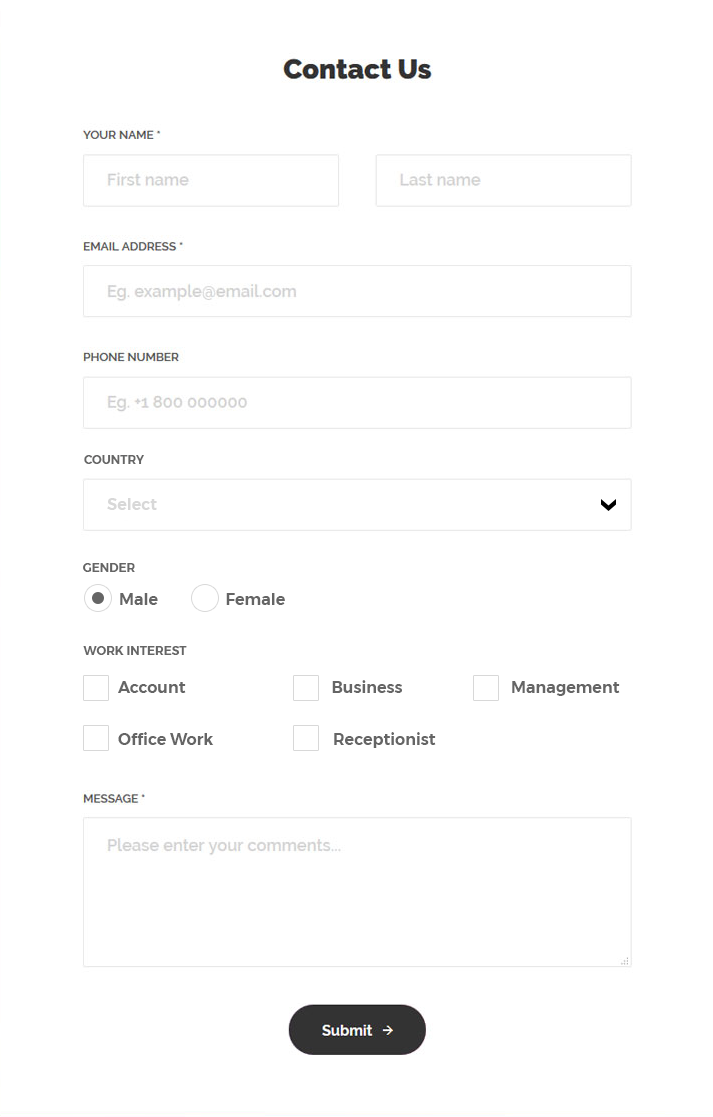 Contact Us
YOUR NAME *
First name Last name
EMAIL ADDRESS *
Eg. example@email.com
PHONE NUMBER
Eg. +1 800 000000
COUNTRY
Select
GENDER
Male Female
WORK INTEREST
Account Business Management
Office Work Receptionist
MESSAGE *
Please enter your comments...
Submit →